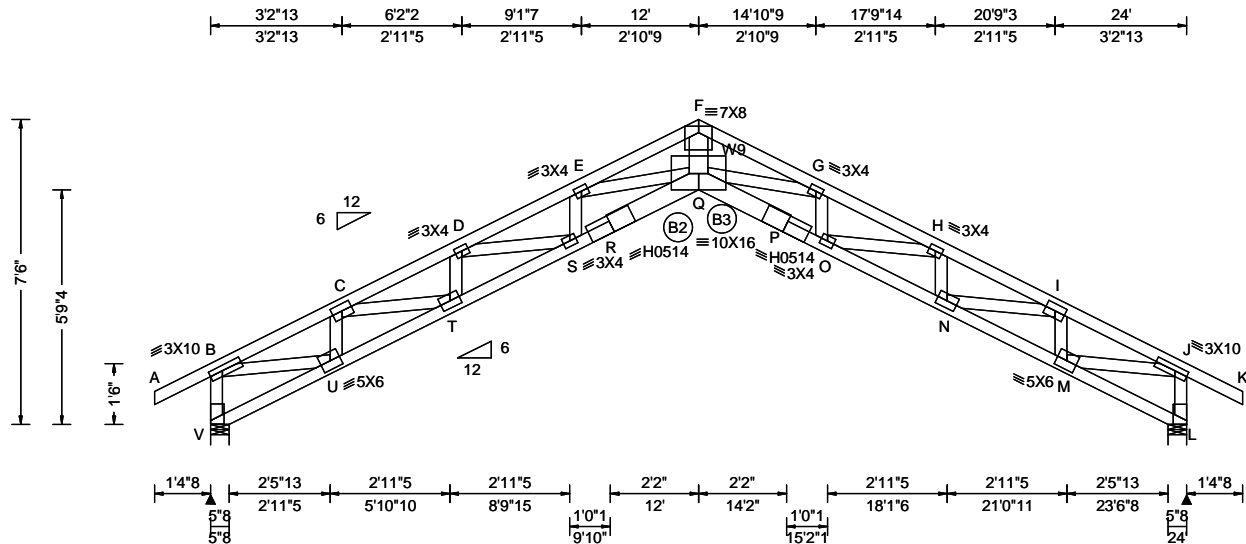 3'2"13 6'2"2 9'1"7 12' 14'10"9 17'9"14 20'9"3 24'
3'2"13 2'11"5 2'11"5 2'10"9 2'10"9 2'11"5 2'11"5 3'2"13
F ≡7X8
W9
E G
≡3X4 ≡3X4
12
6
Q
B2 B3
D H
≡3X4 ≡3X4
R P
≡10X16
S ≡3X4 ≡H0514 ≡H0514 O
≡3X4
C I
T N
7'6"
5'9"4
1'6"
≡3X10 B J ≡3X10
6
12
A K
U ≡5X6 ≡5X6 M
V L
1'4"8 2'5"13 2'11"5 2'11"5 2'2" 2'2" 2'11"5 2'11"5 2'5"13 1'4"8
2'11"5 5'10"10 8'9"15 12' 14'2" 18'1"6 21'0"11 23'6"8
5"8 1'0"1 1'0"1 5"8
5"8 9'10" 15'2"1 24'